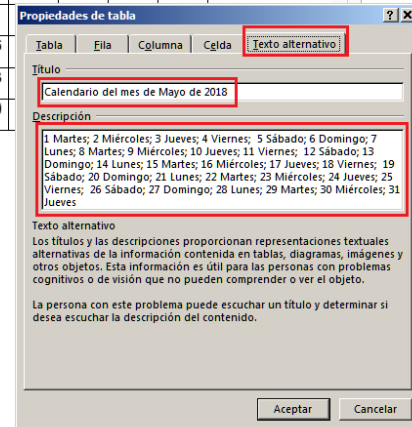 Propiedades de tabla
Tabla Fila Columna Celda Texto alternativo
Título
Calendario del mes de Mayo de 2018
Descripción
1 Martes; 2 Miércoles; 3 Jueves; 4 Viernes;  5 Sábado; 6 Domingo; 7
Lunes; 8 Martes; 9 Miércoles; 10 Jueves; 11 Viernes;  12 Sábado; 13
Domingo; 14 Lunes; 15 Martes; 16 Miércoles; 17 Jueves; 18 Viernes;  19
Sábado; 20 Domingo; 21 Lunes; 22 Martes; 23 Miércoles; 24 Jueves; 25
Viernes;  26 Sábado; 27 Domingo; 28 Lunes; 29 Martes; 30 Miércoles; 31
Jueves
Texto alternativo
Los títulos y las descripciones proporcionan representaciones textuales
alternativas de la información contenida en tablas, diagramas, imágenes y
otros objetos. Esta información es útil para las personas con problemas
cognitivos o de visión que no pueden comprender o ver el objeto.
La persona con este problema puede escuchar un título y determinar si
desea escuchar la descripción del contenido.
Aceptar Cancelar